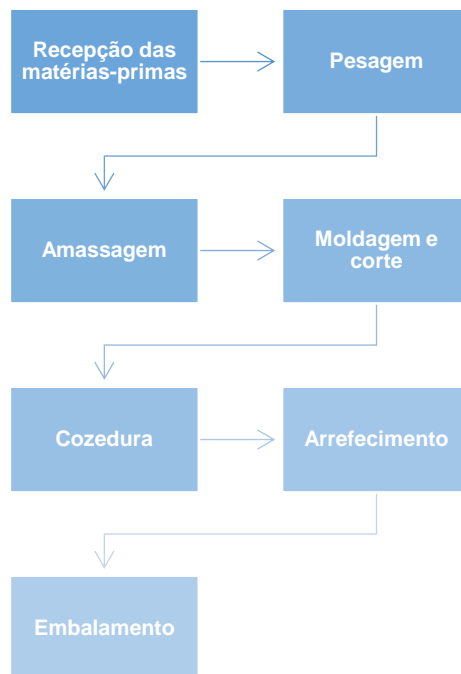 Recepção das
matérias-primas
Pesagem
Amassagem
Moldagem e
corte
Cozedura
Arrefecimento
Embalamento